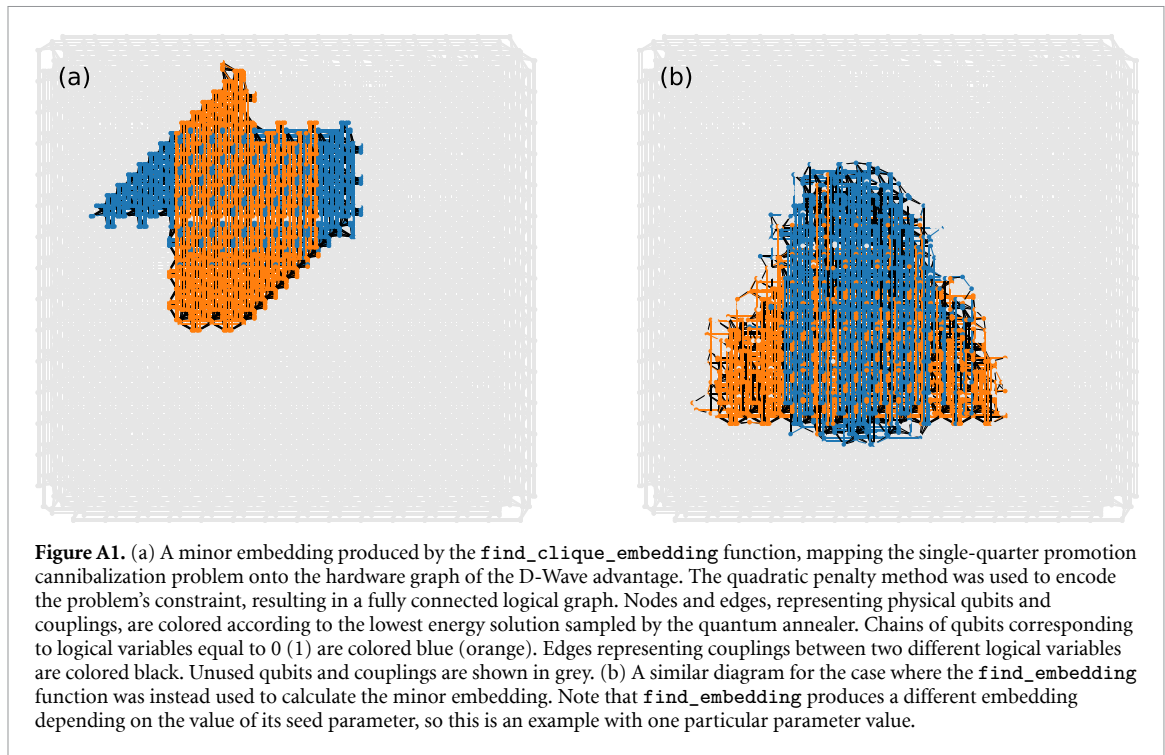 (a)
(b)
Figure A1. (a) A minor embedding produced by the find_clique_embedding function, mapping the single-quarter promotion
cannibalization problem onto the hardware graph of the D-Wave advantage. The quadratic penalty method was used to encode
the problem's constraint, resulting in a fully connected logical graph. Nodes and edges, representing physical qubits and
couplings, are colored according to the lowest energy solution sampled by the quantum annealer. Chains of qubits corresponding
to logical variables equal to 0 (1) are colored blue (orange). Edges representing couplings between two different logical variables
are colored black. Unused qubits and couplings are shown in grey. (b) A similar diagram for the case where the find_embedding
function was instead used to calculate the minor embedding. Note that find_embedding produces a different embedding
depending on the value of its seed parameter, so this is an example with one particular parameter value.